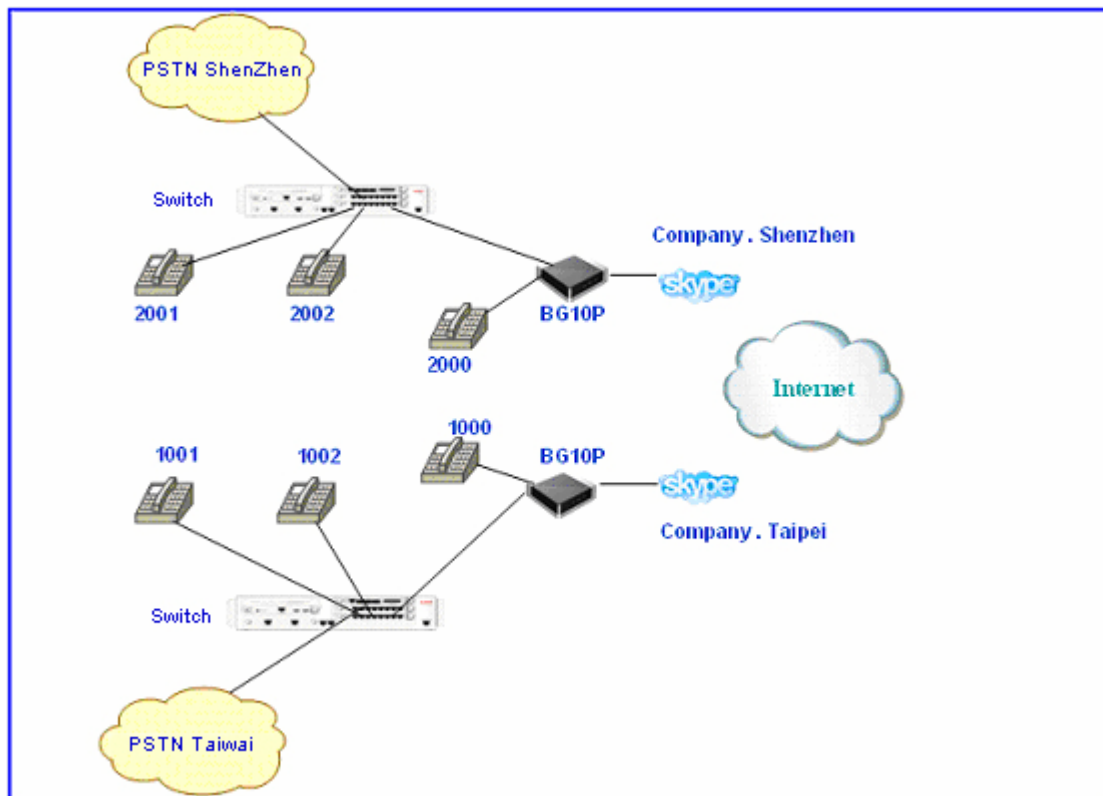 PSTN ShenZhen
Switch
Company. Shenzhen
skype
2001
2002
BG10P
2000
Internet
1000
1001
1002
BG10P
skype
Company. Taipei
Switch
PSTN Taiwai